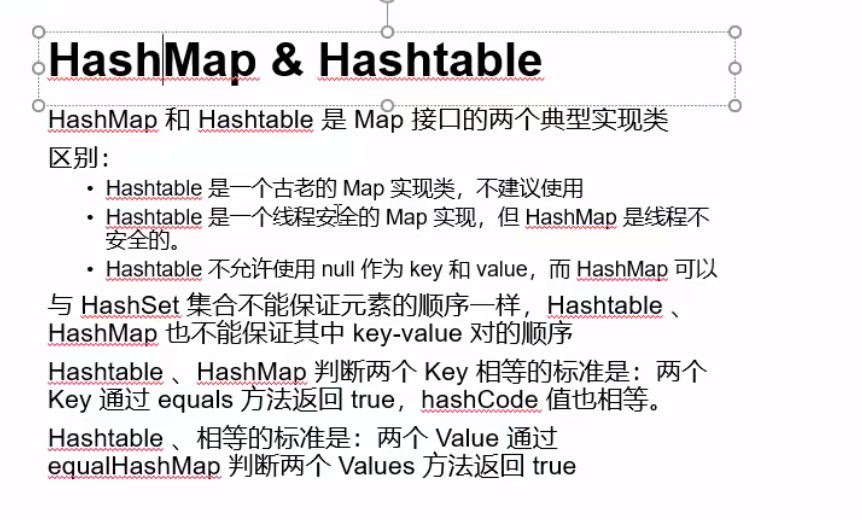 HashMap & Hashtable
HashMap 和 Hashtable 是 Map 接口的两个典型实现类
区别：
• Hashtable 是一个古老的 Map 实现类，不建议使用
• Hashtable 是一个线程安全的 Map 实现，但 HashMap 是线程不
安全的。
• Hashtable 不允许使用 null 作为 key 和 value，而 HashMap 可以
与 HashSet 集合不能保证元素的顺序一样，Hashtable 、
HashMap 也不能保证其中 key-value 对的顺序
Hashtable 、HashMap 判断两个 Key 相等的标准是：两个
Key 通过 equals 方法返回 true，hashCode 值也相等。
Hashtable 、相等的标准是：两个 Value 通过
equalHashMap 判断两个 Values 方法返回 true